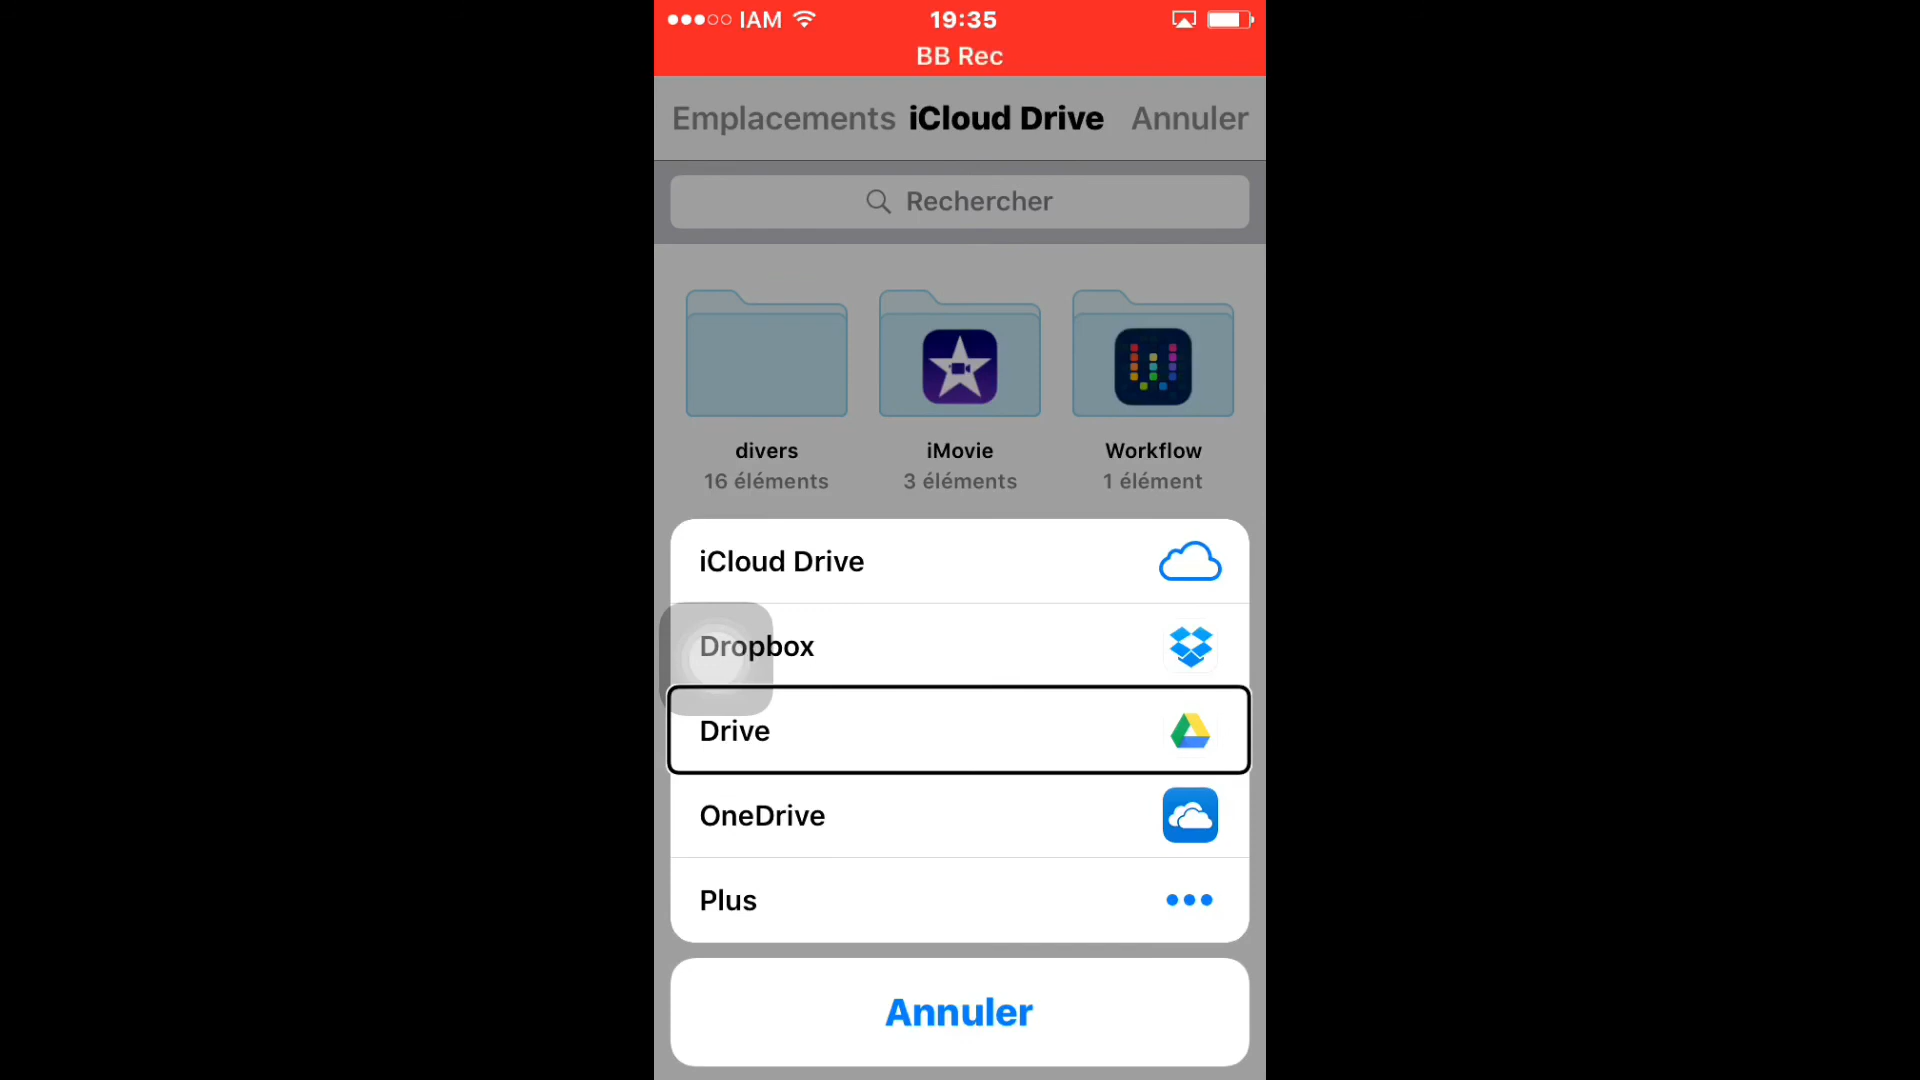 IAM 19:35
BB Rec
Emplacements iCloud Drive Annuler
Rechercher
divers iMovie Workflow
16 éléments 3 éléments 1 élément
iCloud Drive
Dropbox
Drive
OneDrive
Plus
Annuler